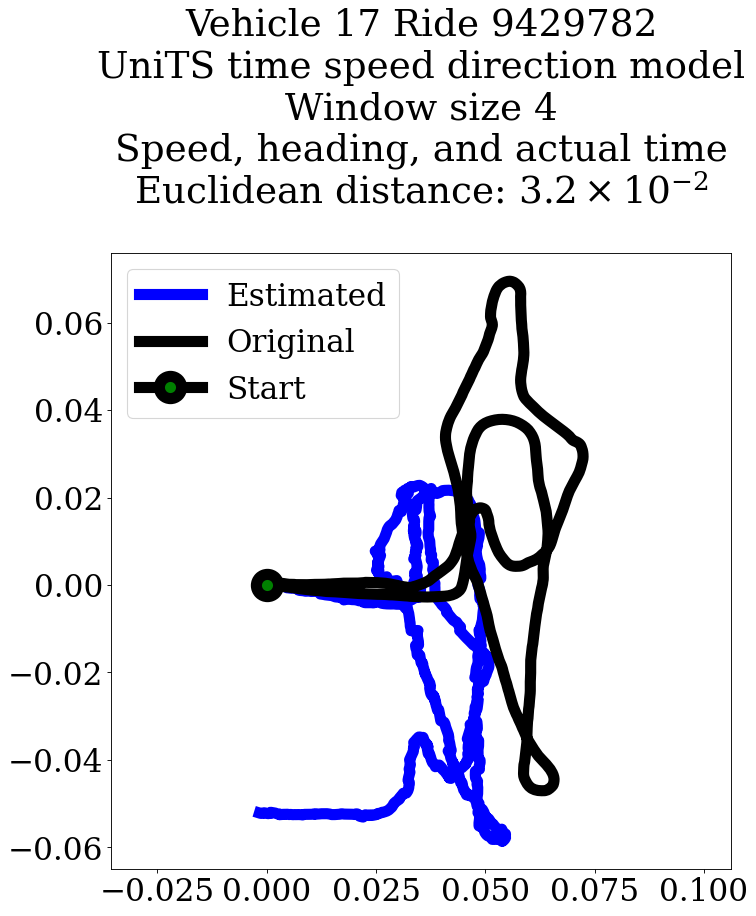 Vehicle 17 Ride 9429782
UniTS time speed direction model
Window size 4
Speed, heading, and actual time
Euclidean distance: 3.2 × 10⁻²
Estimated
Original
Start
0.06
0.04
0.02
0.00
−0.02
−0.04
−0.06
−0.025 0.000 0.025 0.050 0.075 0.100